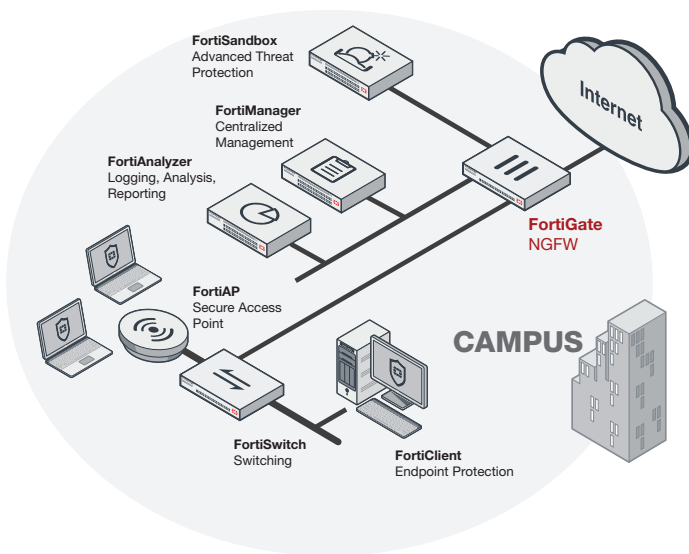 FortiSandbox
Advanced Threat
Protection
Internet
FortiManager
Centralized
Management
FortiAnalyzer
Logging, Analysis,
Reporting
FortiGate
NGFW
FortiAP
Secure Access
Point
CAMPUS
FortiSwitch
Switching
FortiClient
Endpoint Protection